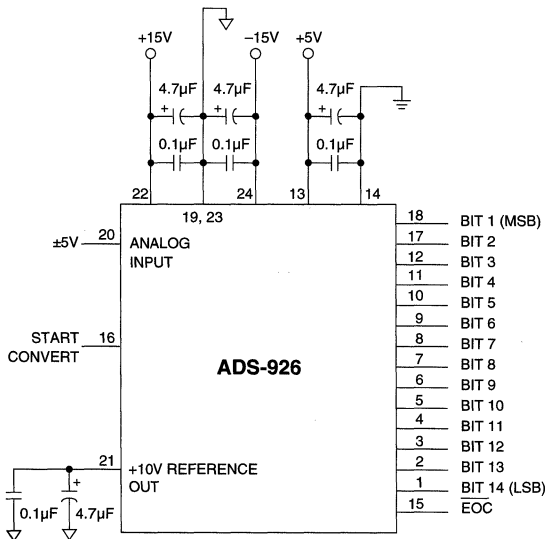 +15V –15V +5V
4.7µF 4.7µF 4.7µF
+ + +
0.1µF 0.1µF 0.1µF
22 19, 23 24 13 14
±5V 20 ANALOG INPUT
START CONVERT 16
ADS-926
21 +10V REFERENCE OUT
+
0.1µF 4.7µF
18 BIT 1 (MSB)
17 BIT 2
12 BIT 3
11 BIT 4
10 BIT 5
9 BIT 6
8 BIT 7
7 BIT 8
6 BIT 9
5 BIT 10
4 BIT 11
3 BIT 12
2 BIT 13
1 BIT 14 (LSB)
15 E̅O̅C̅